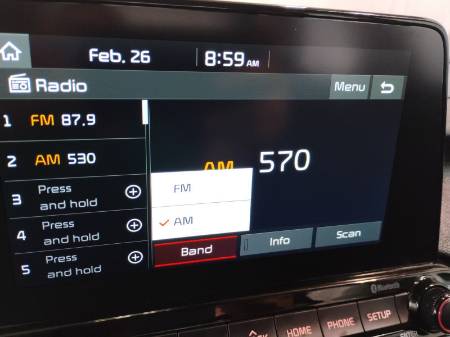 Feb. 26
8:59 AM
Radio
Menu
1 FM 87.9
2 AM 530
3 Press and hold
4 Press and hold
5 Press and hold
AM 570
FM
AM
Band
Info
Scan
Bluetooth
HOME
PHONE
SETUP